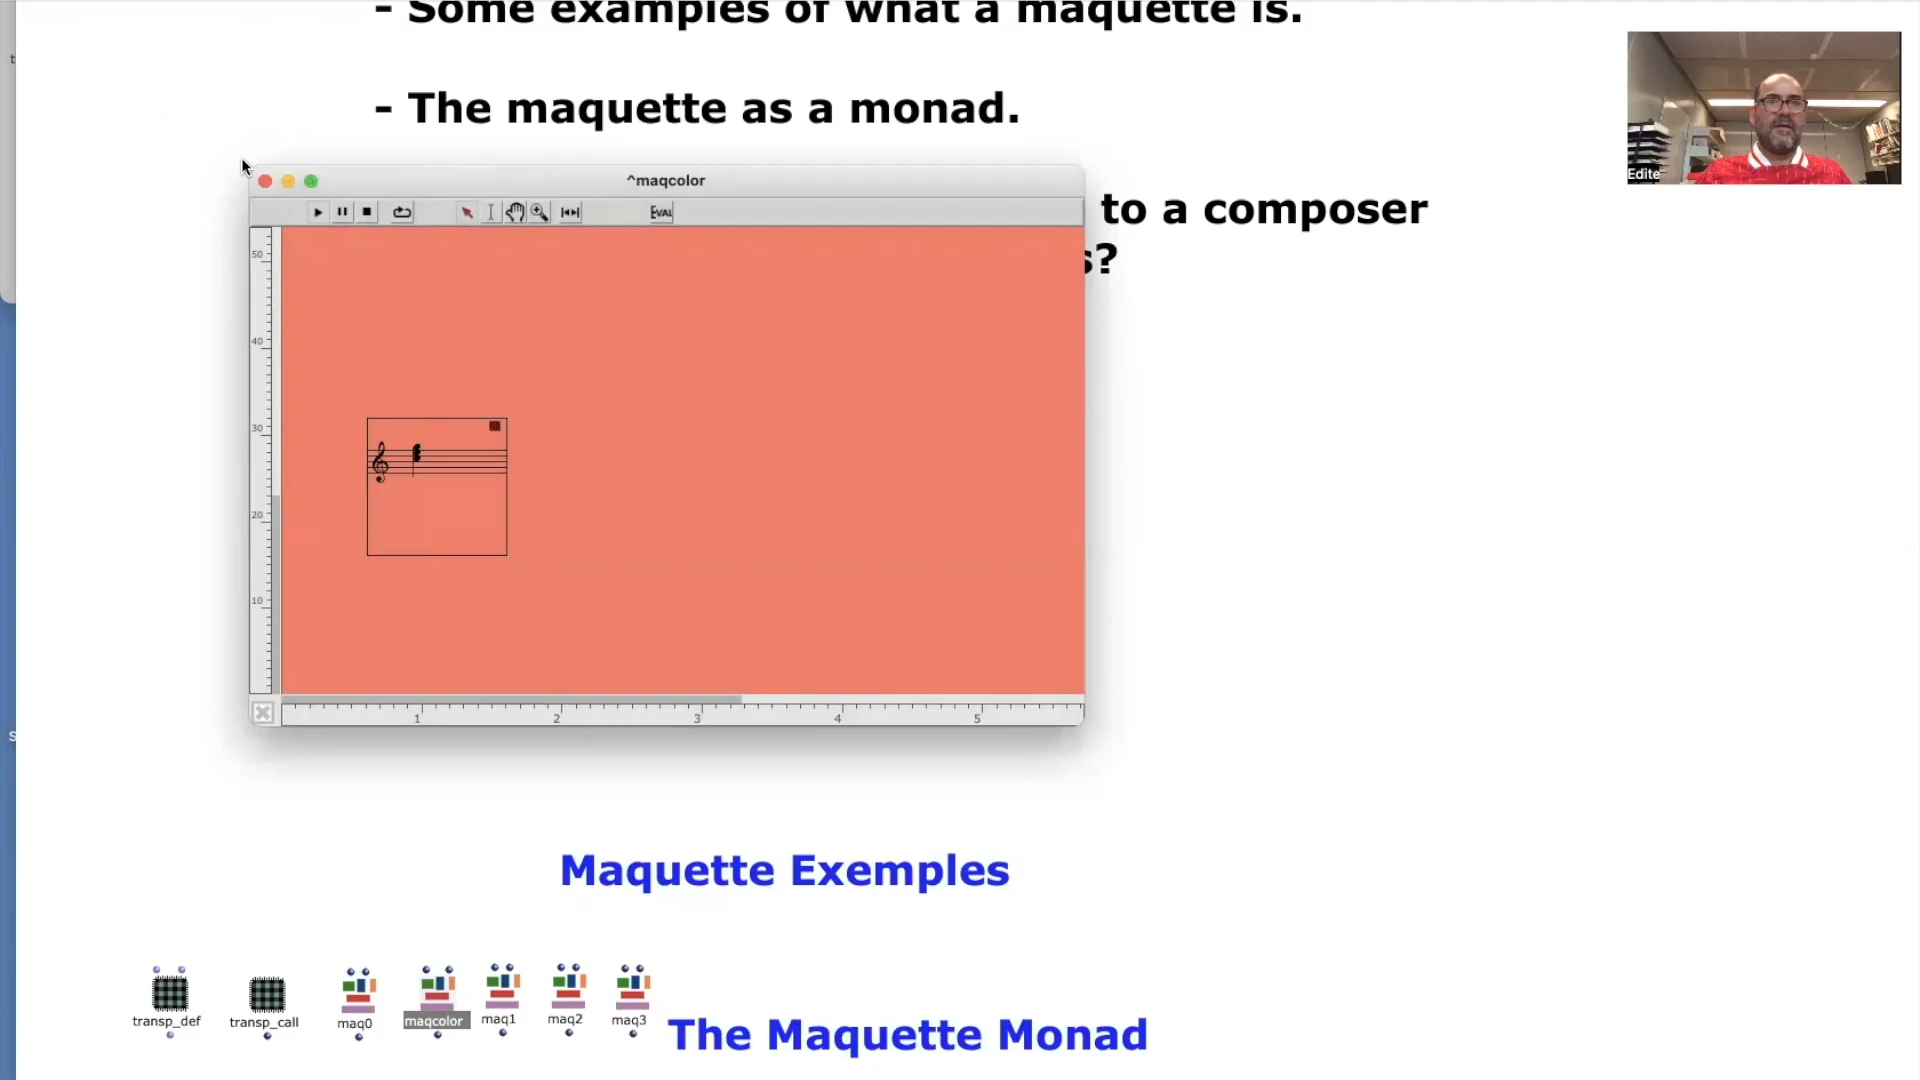 - Some examples of what a maquette is.
- The maquette as a monad.
Edite
^maqcolor
EVAL
to a composer
s?
50
40
30
20
10
1 2 3 4 5
Maquette Exemples
transp_def transp_call maq0 maqcolor maq1 maq2 maq3
The Maquette Monad